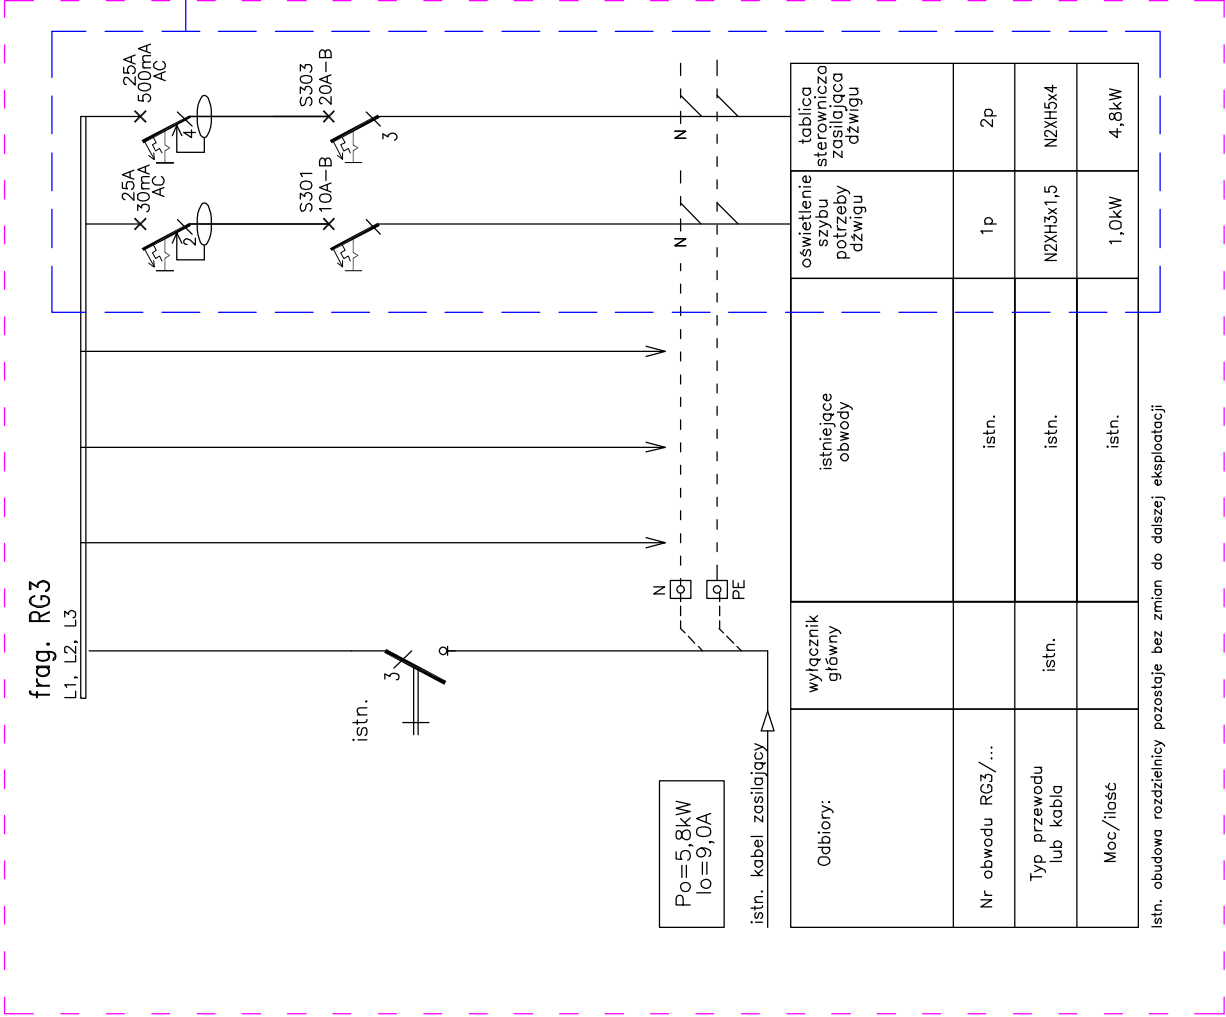 frag. RG3
L1, L2, L3
istn.
3
25A
30mA
AC
2
S301
10A-B
25A
500mA
AC
4
S303
20A-B
3
N
PE
N
N
Po=5,8kW
Io=9,0A
istn. kabel zasilający
Odbiory:
wyłącznik
główny
istniejące
obwody
oświetlenie
szybu
potrzeby
dźwigu
tablica
sterowniczo
zasilająca
dźwigu
Nr obwodu RG3/...
istn.
1p
2p
Typ przewodu
lub kabla
istn.
istn.
N2XH3x1,5
N2XH5x4
Moc/ilość
istn.
1,0kW
4,8kW
Istn. obudowa rozdzielnicy pozostaje bez zmian do dalszej eksploatacji